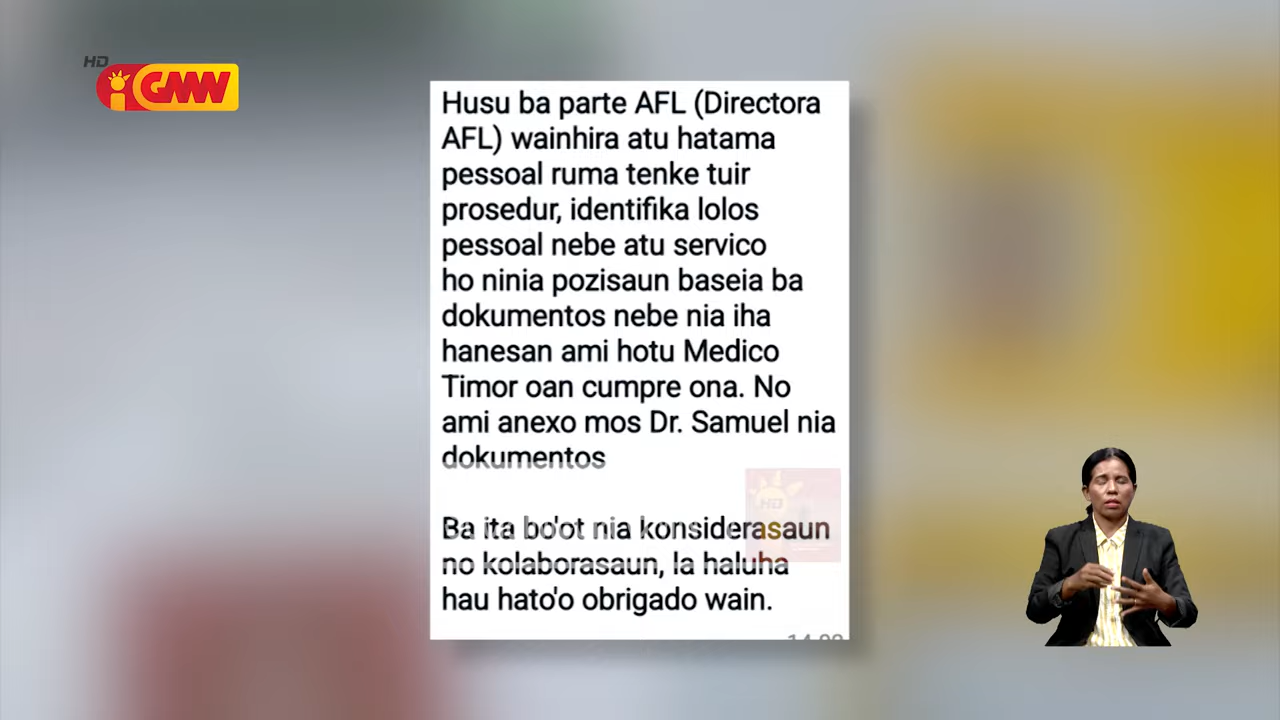 HD
GMN
Husu ba parte AFL (Directora
AFL) wainhira atu hatama
pessoal ruma tenke tuir
prosedur, identifika lolos
pessoal nebe atu servico
ho ninia pozisaun baseia ba
dokumentos nebe nia iha
hanesan ami hotu Medico
Timor oan cumpre ona. No
ami anexo mos Dr. Samuel nia
dokumentos
HD
Ba ita bo'ot nia konsiderasaun
no kolaborasaun, la haluha
hau hato'o obrigado wain.